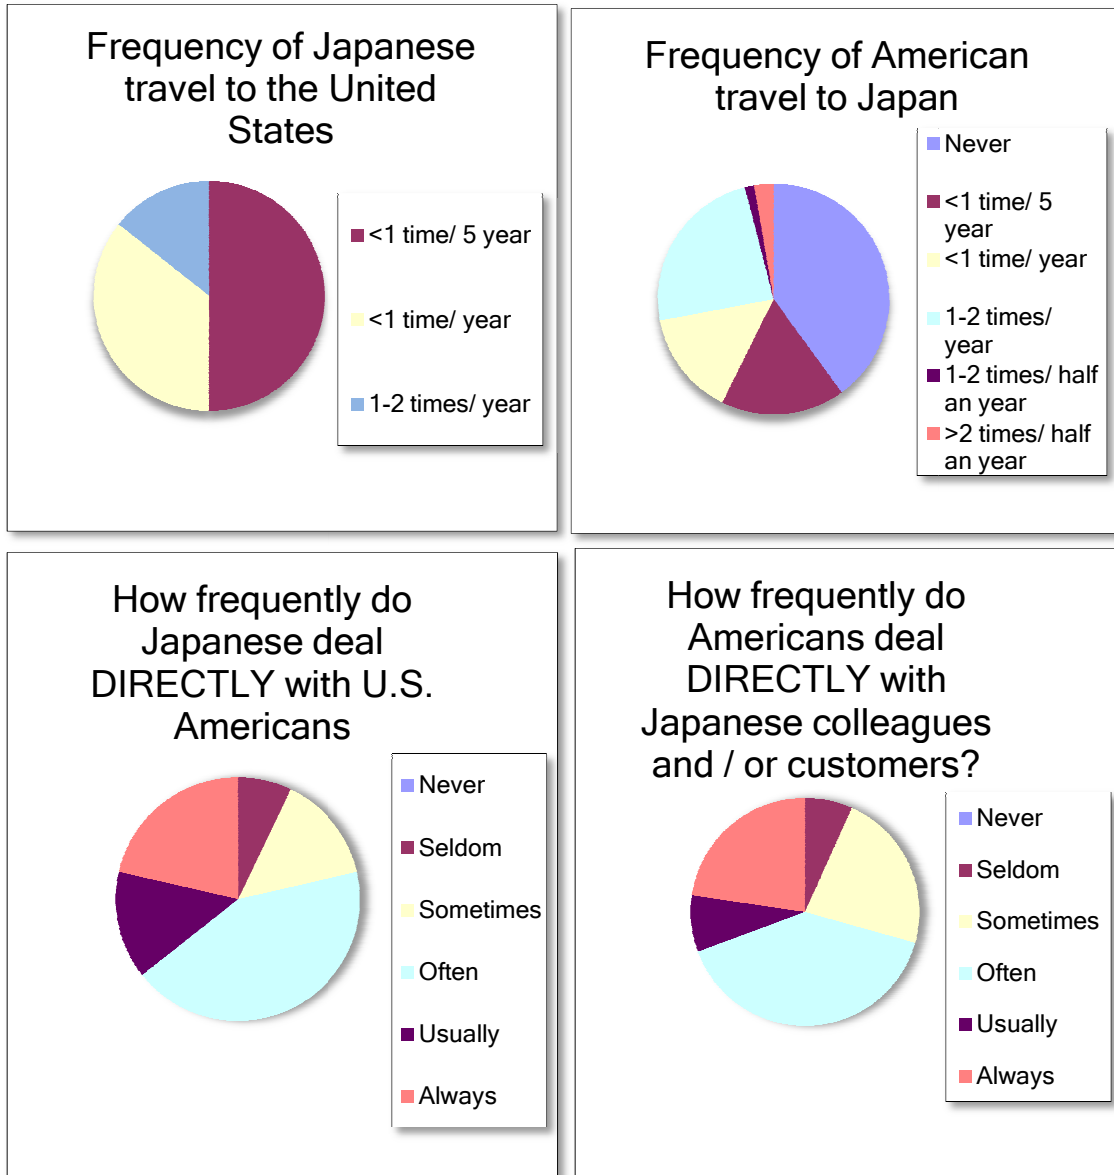 Frequency of Japanese
travel to the United
States
<1 time/ 5 year
<1 time/ year
1-2 times/ year
Frequency of American
travel to Japan
Never
<1 time/ 5
year
<1 time/ year
1-2 times/
year
1-2 times/ half
an year
>2 times/ half
an year
How frequently do
Japanese deal
DIRECTLY with U.S.
Americans
Never
Seldom
Sometimes
Often
Usually
Always
How frequently do
Americans deal
DIRECTLY with
Japanese colleagues
and / or customers?
Never
Seldom
Sometimes
Often
Usually
Always